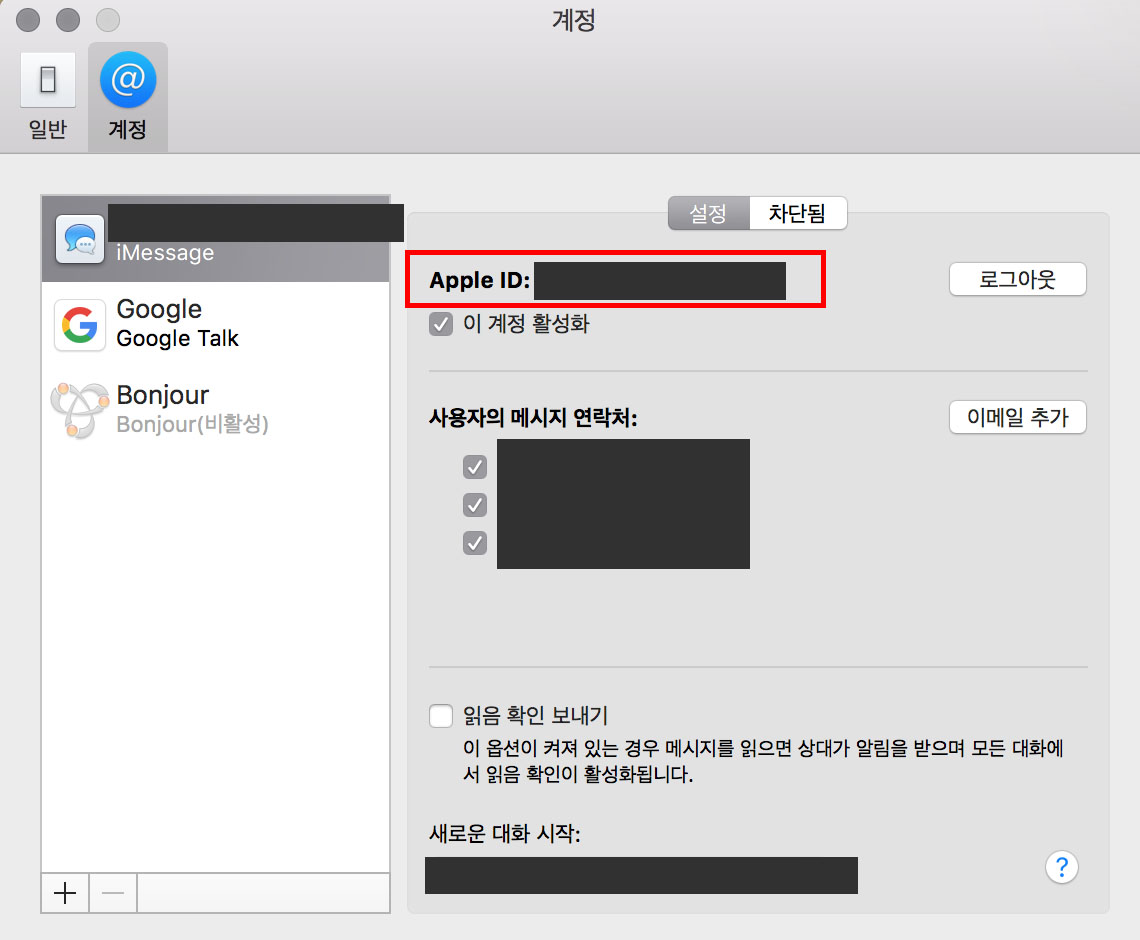 계정
일반
계정
iMessage
Google
Google Talk
Bonjour
Bonjour(비활성)
설정
차단됨
Apple ID:
로그아웃
이 계정 활성화
사용자의 메시지 연락처:
이메일 추가
읽음 확인 보내기
이 옵션이 켜져 있는 경우 메시지를 읽으면 상대가 알림을 받으며 모든 대화에
서 읽음 확인이 활성화됩니다.
새로운 대화 시작:
?